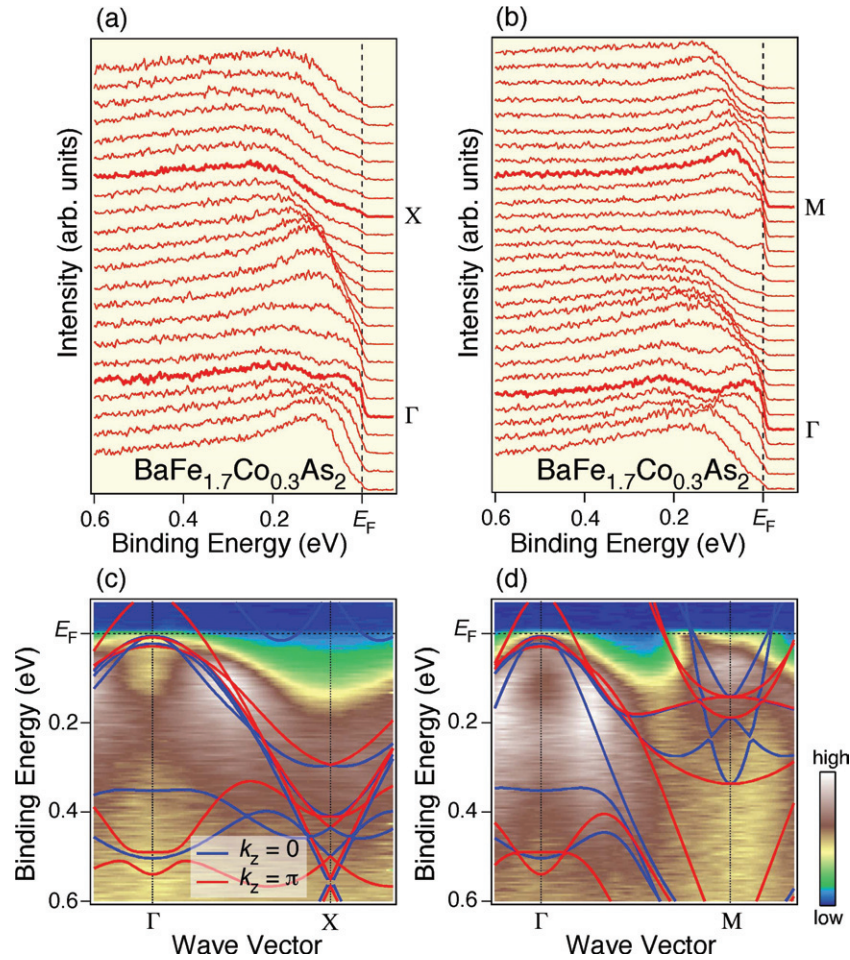 (a)
(b)
Intensity (arb. units)
X
Γ
BaFe1.7Co0.3As2
0.6
0.4
0.2
EF
Binding Energy (eV)
Intensity (arb. units)
M
Γ
BaFe1.7Co0.3As2
0.6
0.4
0.2
EF
Binding Energy (eV)
(c)
(d)
Binding Energy (eV)
EF
0.2
0.4
0.6
kz = 0
kz = π
Γ
X
Wave Vector
Binding Energy (eV)
EF
0.2
0.4
0.6
Γ
M
Wave Vector
high
low